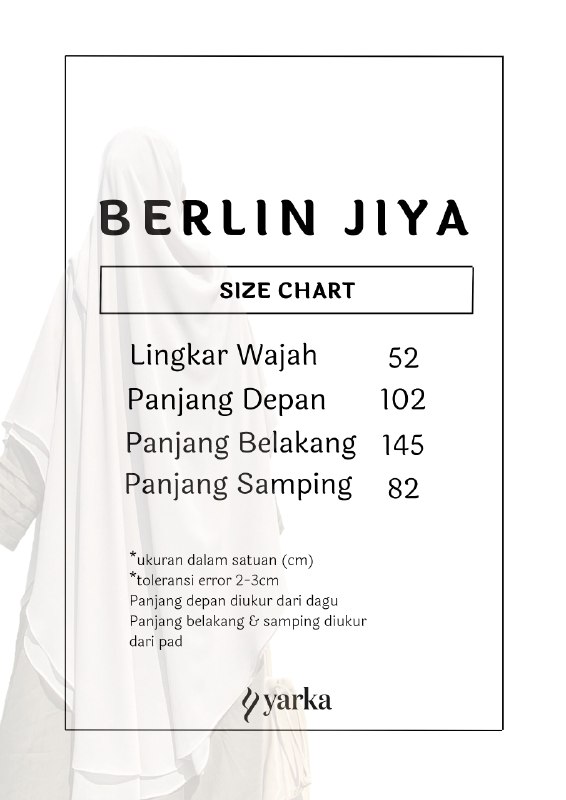 BERLIN JIYA
SIZE CHART
Lingkar Wajah 52
Panjang Depan 102
Panjang Belakang 145
Panjang Samping 82
*ukuran dalam satuan (cm)
*toleransi error 2-3cm
Panjang depan diukur dari dagu
Panjang belakang & samping diukur
dari pad
yarka